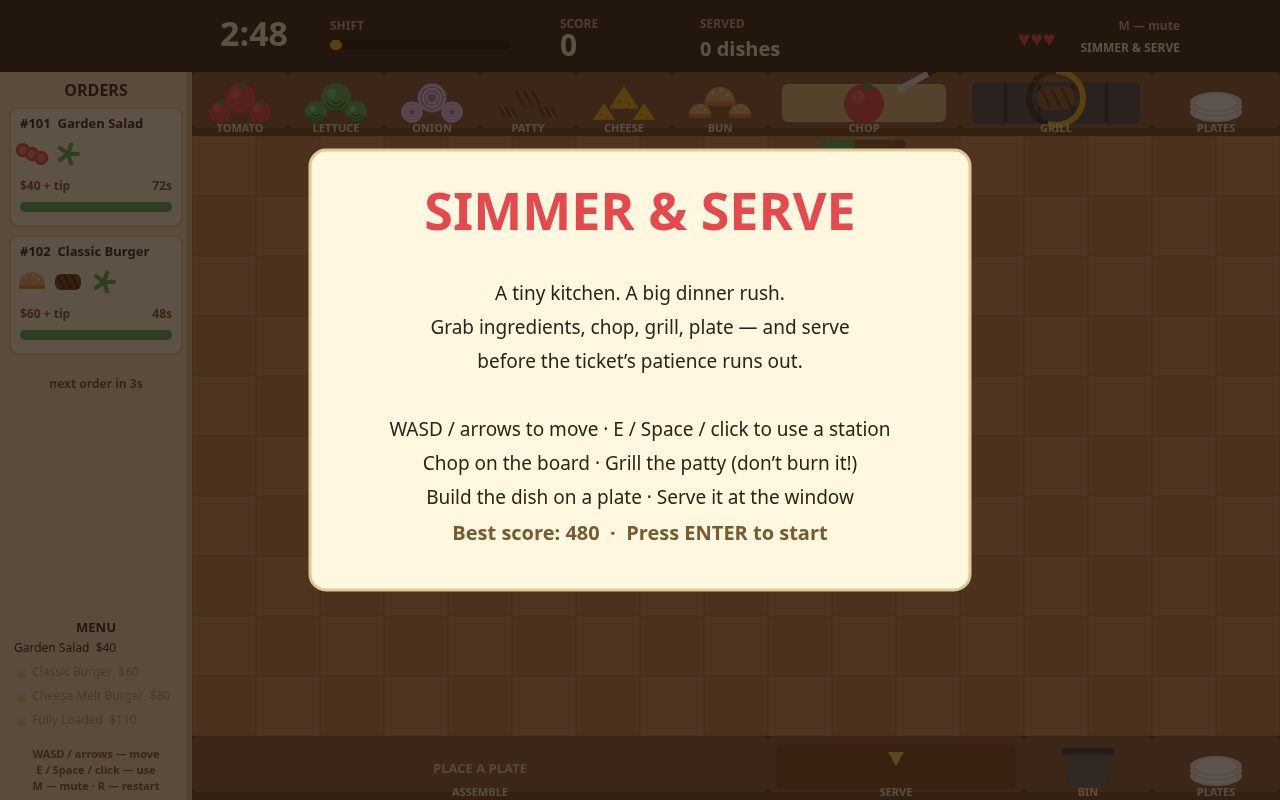 2:48
SHIFT
SCORE
0
SERVED
0 dishes
♥♥♥
M — mute
SIMMER & SERVE
ORDERS
#101 Garden Salad
$40 + tip 72s
#102 Classic Burger
$60 + tip 48s
next order in 3s
MENU
Garden Salad $40
Classic Burger $60
Cheese Melt Burger $80
Fully Loaded $110
WASD / arrows — move
E / Space / click — use
M — mute · R — restart
TOMATO
LETTUCE
ONION
PATTY
CHEESE
BUN
CHOP
GRILL
PLATES
SIMMER & SERVE
A tiny kitchen. A big dinner rush.
Grab ingredients, chop, grill, plate — and serve
before the ticket’s patience runs out.
WASD / arrows to move · E / Space / click to use a station
Chop on the board · Grill the patty (don’t burn it!)
Build the dish on a plate · Serve it at the window
Best score: 480 · Press ENTER to start
PLACE A PLATE
ASSEMBLE
SERVE
BIN
PLATES